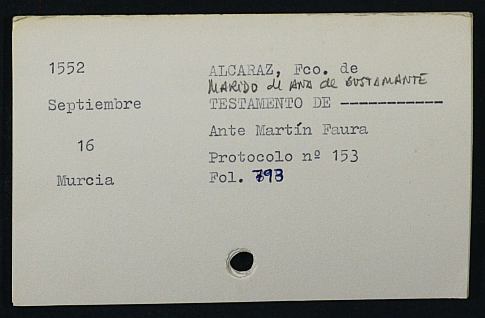 1552
ALCARAZ, Fco. de
MARIDO de ANA de BUSTAMANTE
Septiembre
TESTAMENTO DE -----------
Ante Martín Faura
16
Protocolo nº 153
Murcia
Fol. 793